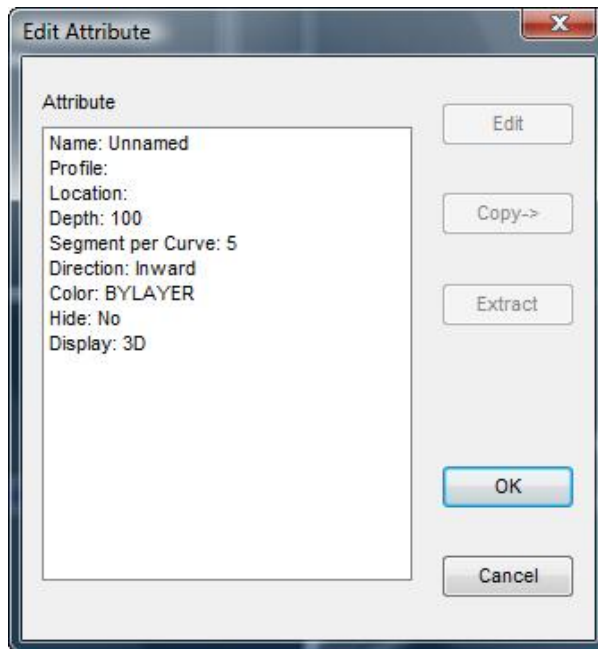 Edit Attribute
Attribute
Name: Unnamed
Profile:
Location:
Depth: 100
Segment per Curve: 5
Direction: Inward
Color: BYLAYER
Hide: No
Display: 3D
Edit
Copy->
Extract
OK
Cancel